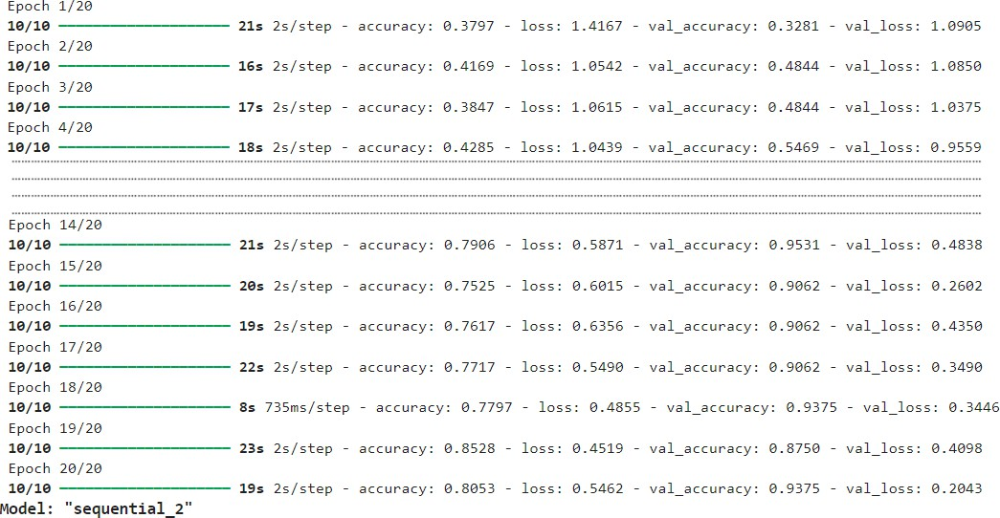 Epoch 1/20
10/10 ━━━━━━━━━━━━━━━━━━━━ 21s 2s/step - accuracy: 0.3797 - loss: 1.4167 - val_accuracy: 0.3281 - val_loss: 1.0905
Epoch 2/20
10/10 ━━━━━━━━━━━━━━━━━━━━ 16s 2s/step - accuracy: 0.4169 - loss: 1.0542 - val_accuracy: 0.4844 - val_loss: 1.0850
Epoch 3/20
10/10 ━━━━━━━━━━━━━━━━━━━━ 17s 2s/step - accuracy: 0.3847 - loss: 1.0615 - val_accuracy: 0.4844 - val_loss: 1.0375
Epoch 4/20
10/10 ━━━━━━━━━━━━━━━━━━━━ 18s 2s/step - accuracy: 0.4285 - loss: 1.0439 - val_accuracy: 0.5469 - val_loss: 0.9559
Epoch 14/20
10/10 ━━━━━━━━━━━━━━━━━━━━ 21s 2s/step - accuracy: 0.7906 - loss: 0.5871 - val_accuracy: 0.9531 - val_loss: 0.4838
Epoch 15/20
10/10 ━━━━━━━━━━━━━━━━━━━━ 20s 2s/step - accuracy: 0.7525 - loss: 0.6015 - val_accuracy: 0.9062 - val_loss: 0.2602
Epoch 16/20
10/10 ━━━━━━━━━━━━━━━━━━━━ 19s 2s/step - accuracy: 0.7617 - loss: 0.6356 - val_accuracy: 0.9062 - val_loss: 0.4350
Epoch 17/20
10/10 ━━━━━━━━━━━━━━━━━━━━ 22s 2s/step - accuracy: 0.7717 - loss: 0.5490 - val_accuracy: 0.9062 - val_loss: 0.3490
Epoch 18/20
10/10 ━━━━━━━━━━━━━━━━━━━━ 8s 735ms/step - accuracy: 0.7797 - loss: 0.4855 - val_accuracy: 0.9375 - val_loss: 0.3446
Epoch 19/20
10/10 ━━━━━━━━━━━━━━━━━━━━ 23s 2s/step - accuracy: 0.8528 - loss: 0.4519 - val_accuracy: 0.8750 - val_loss: 0.4098
Epoch 20/20
10/10 ━━━━━━━━━━━━━━━━━━━━ 19s 2s/step - accuracy: 0.8053 - loss: 0.5462 - val_accuracy: 0.9375 - val_loss: 0.2043
Model: "sequential_2"